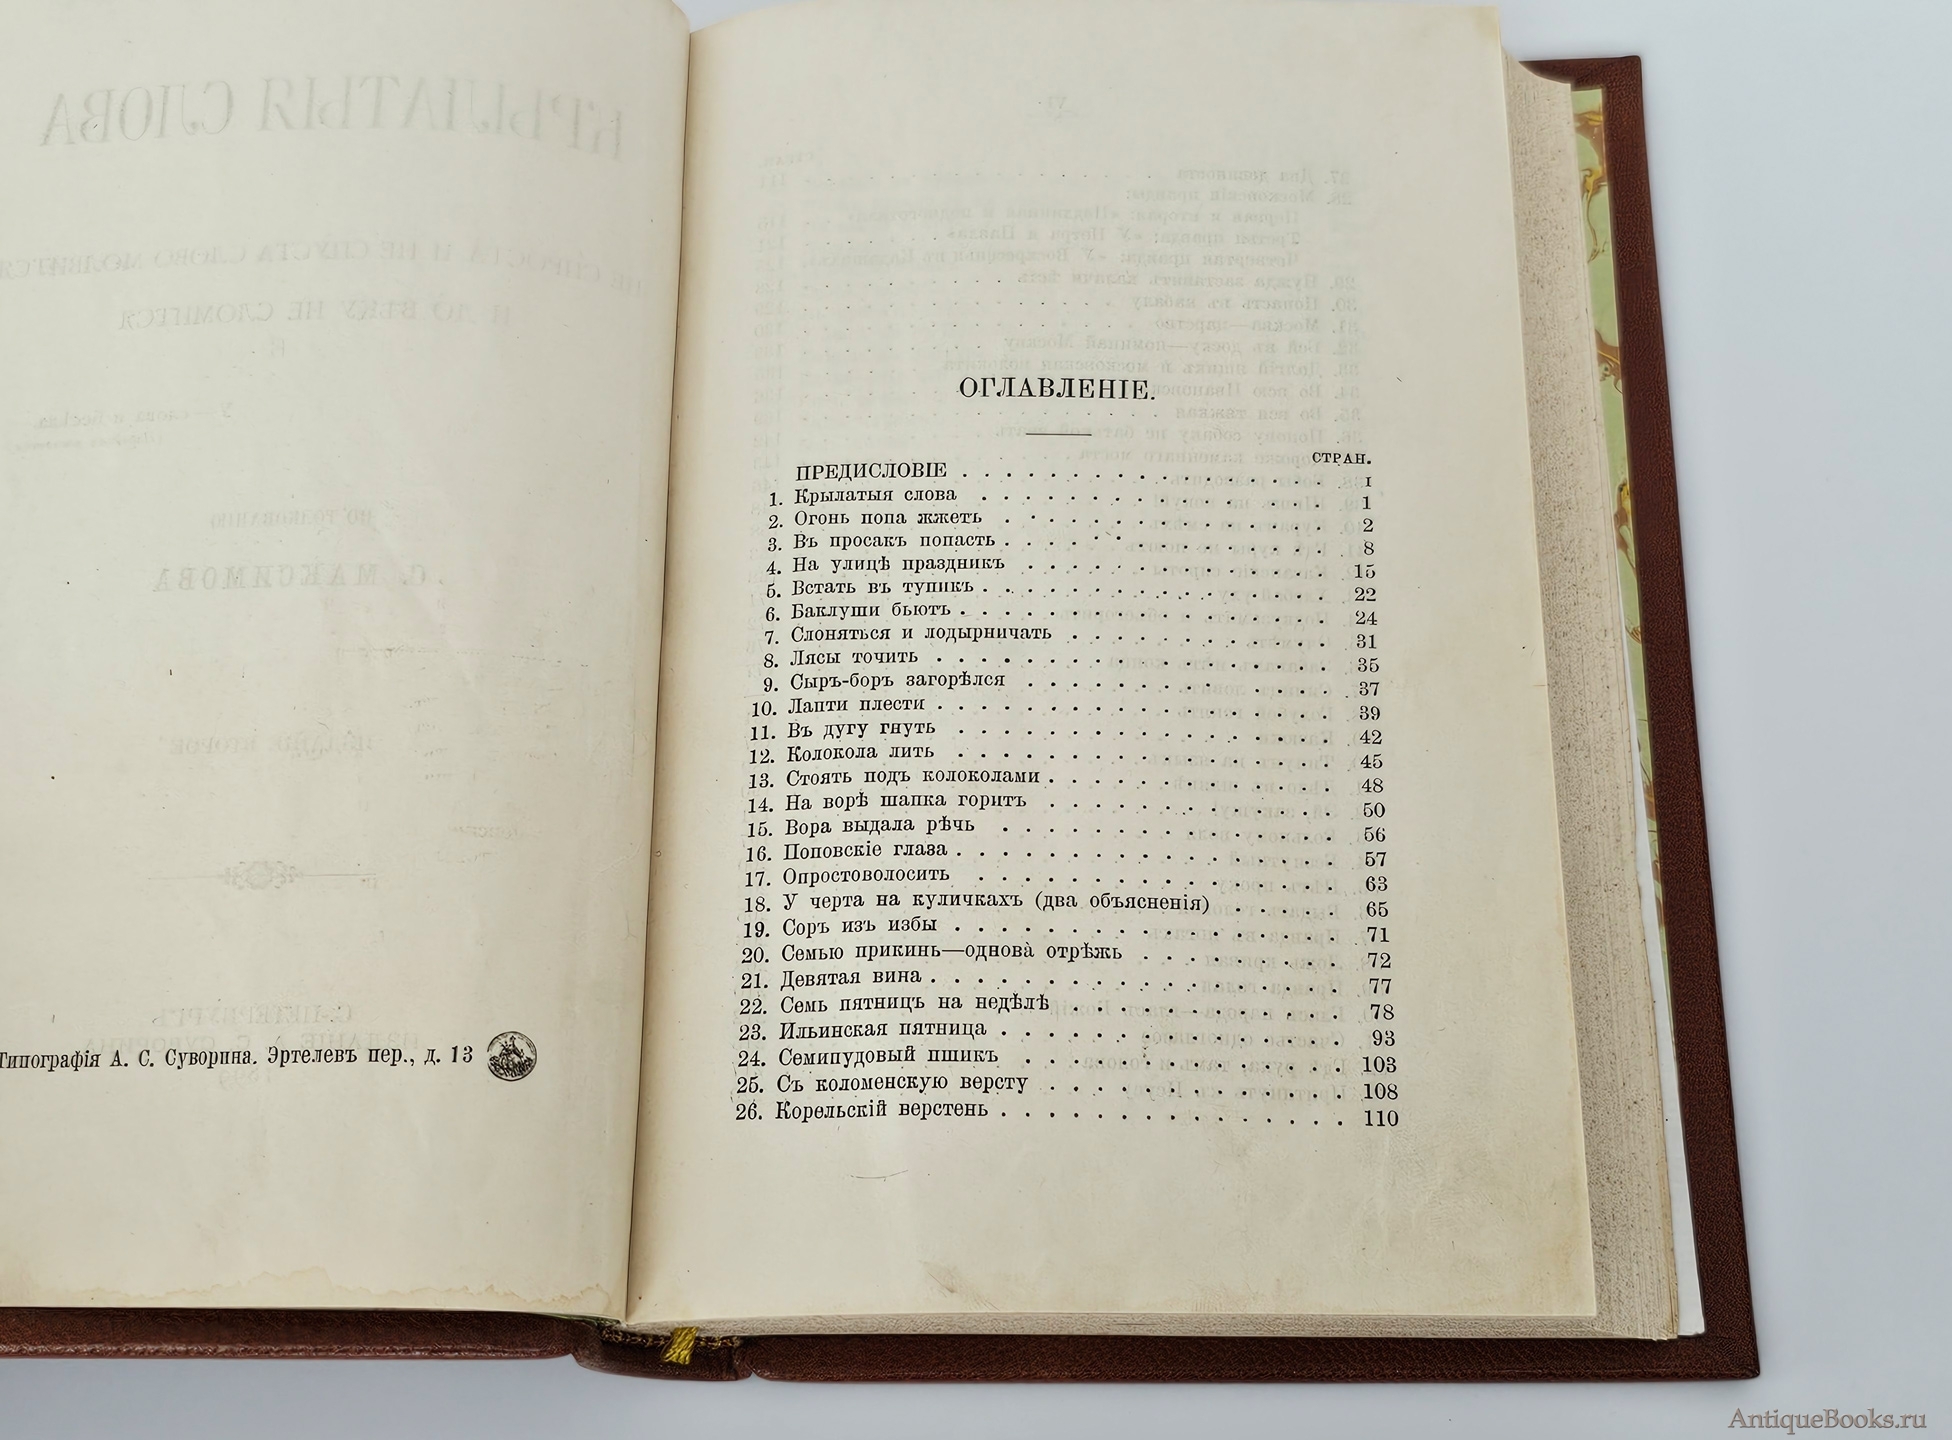 Типографія А. С. Суворина. Эртелевъ пер., д. 13
ОГЛАВЛЕНІЕ.
СТРАН.
ПРЕДИСЛОВІЕ . . . . . . . . . . . . . . . . I
1. Крылатыя слова . . . . . . . . . . . . . . . 1
2. Огонь попа жжетъ . . . . . . . . . . . . . . 2
3. Въ просакъ попасть . . . . . . . . . . . . . . 8
4. На улицѣ праздникъ . . . . . . . . . . . . . 15
5. Встать въ тупикъ . . . . . . . . . . . . . . . 22
6. Баклуши бьютъ . . . . . . . . . . . . . . . . 24
7. Слоняться и лодырничать . . . . . . . . . . . 31
8. Лясы точить . . . . . . . . . . . . . . . . . 35
9. Сыръ-боръ загорѣлся . . . . . . . . . . . . . 37
10. Лапти плести . . . . . . . . . . . . . . . . . 39
11. Въ дугу гнуть . . . . . . . . . . . . . . . . 42
12. Колокола лить . . . . . . . . . . . . . . . . 45
13. Стоять подъ колоколами . . . . . . . . . . . . 48
14. На ворѣ шапка горитъ . . . . . . . . . . . . 50
15. Вора выдала рѣчь . . . . . . . . . . . . . . 56
16. Поповскіе глаза . . . . . . . . . . . . . . . . 57
17. Опростоволосить . . . . . . . . . . . . . . . 63
18. У черта на куличкахъ (два объясненія) . . . . . 65
19. Соръ изъ избы . . . . . . . . . . . . . . . . 71
20. Семью прикинь—однова̀ отрѣжь . . . . . . . . 72
21. Девятая вина . . . . . . . . . . . . . . . . . 77
22. Семь пятницъ на недѣлѣ . . . . . . . . . . . 78
23. Ильинская пятница . . . . . . . . . . . . . . 93
24. Семипудовый пшикъ . . . . . . . . . . . . . 103
25. Съ коломенскую версту . . . . . . . . . . . . 108
26. Корельскій верстень . . . . . . . . . . . . . . 110
AntiqueBooks.ru